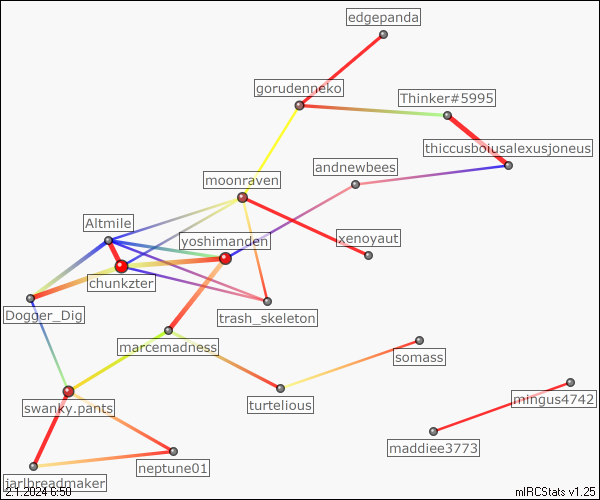 edgepanda
gorudenneko
Thinker#5995
thiccusboiusalexusjoneus
andnewbees
moonraven
Altmile
yoshimanden
xenoyaut
chunkzter
Dogger_Dig
trash_skeleton
marcemadness
somass
turtelious
swanky.pants
mingus4742
maddiee3773
neptune01
jarlbreadmaker
2.1.2024 6:50
mIRCStats v1.25